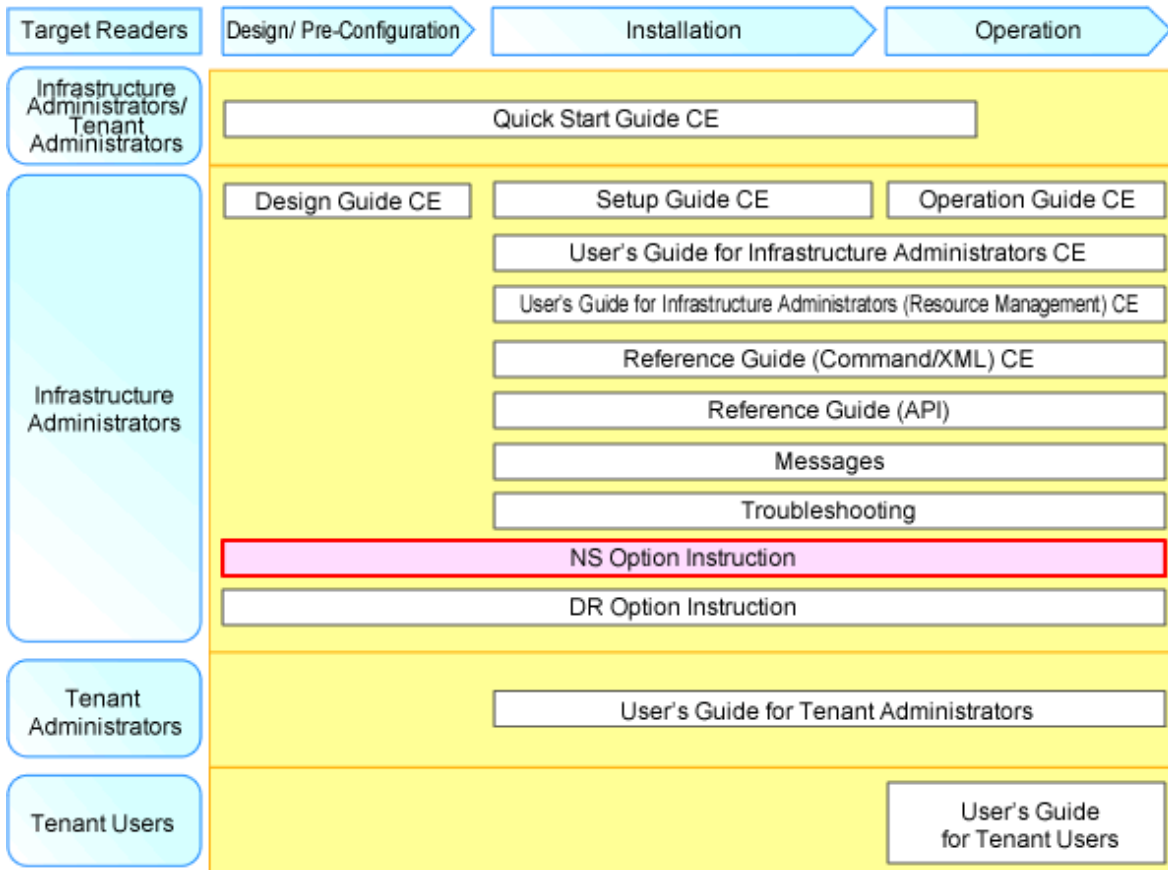 Target Readers
Design/ Pre-Configuration
Installation
Operation
Infrastructure
Administrators/
Tenant
Administrators
Quick Start Guide CE
Infrastructure
Administrators
Design Guide CE
Setup Guide CE
Operation Guide CE
User's Guide for Infrastructure Administrators CE
User's Guide for Infrastructure Administrators (Resource Management) CE
Reference Guide (Command/XML) CE
Reference Guide (API)
Messages
Troubleshooting
NS Option Instruction
DR Option Instruction
Tenant
Administrators
User's Guide for Tenant Administrators
Tenant Users
User's Guide
for Tenant Users